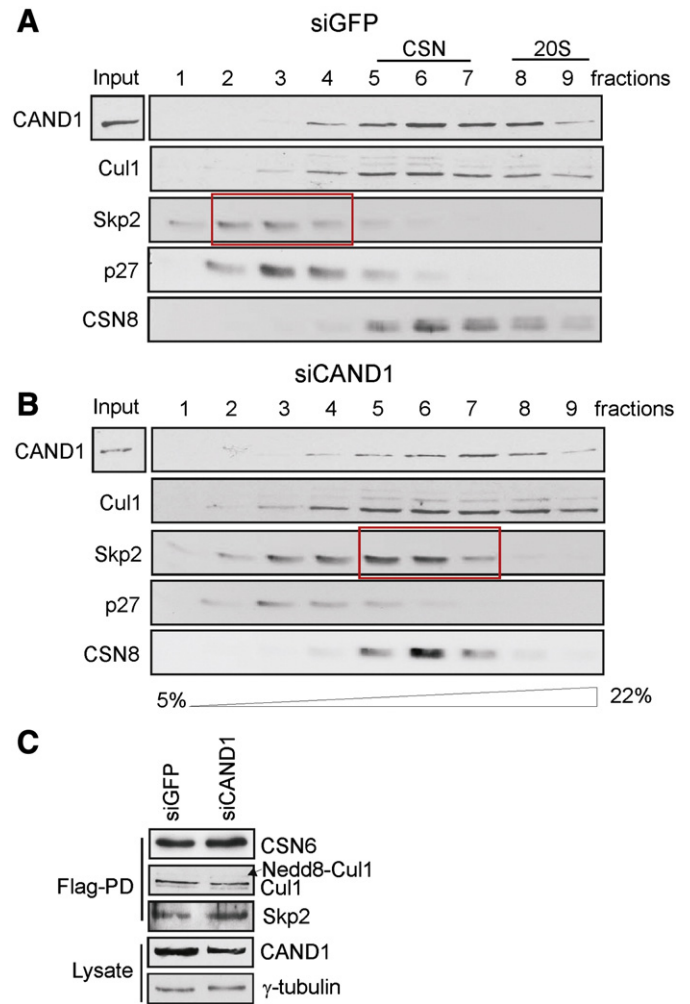 A
siGFP
CSN 20S
Input 1 2 3 4 5 6 7 8 9 fractions
CAND1
Cul1
Skp2
p27
CSN8
siCAND1
B
Input 1 2 3 4 5 6 7 8 9 fractions
CAND1
Cul1
Skp2
p27
CSN8
5% 22%
C
siGFP siCAND1
CSN6
Nedd8-Cul1
Flag-PD Cul1
Skp2
CAND1
Lysate
γ-tubulin